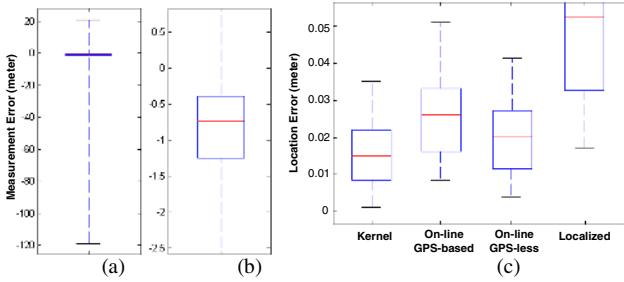 Measurement Error (meter)
20
0
-20
-40
-60
-80
-100
-120
(a)
0.5
0
-0.5
-1
-1.5
-2
-2.5
(b)
Location Error (meter)
0.05
0.04
0.03
0.02
0.01
0
Kernel
On-line
GPS-based
On-line
GPS-less
Localized
(c)